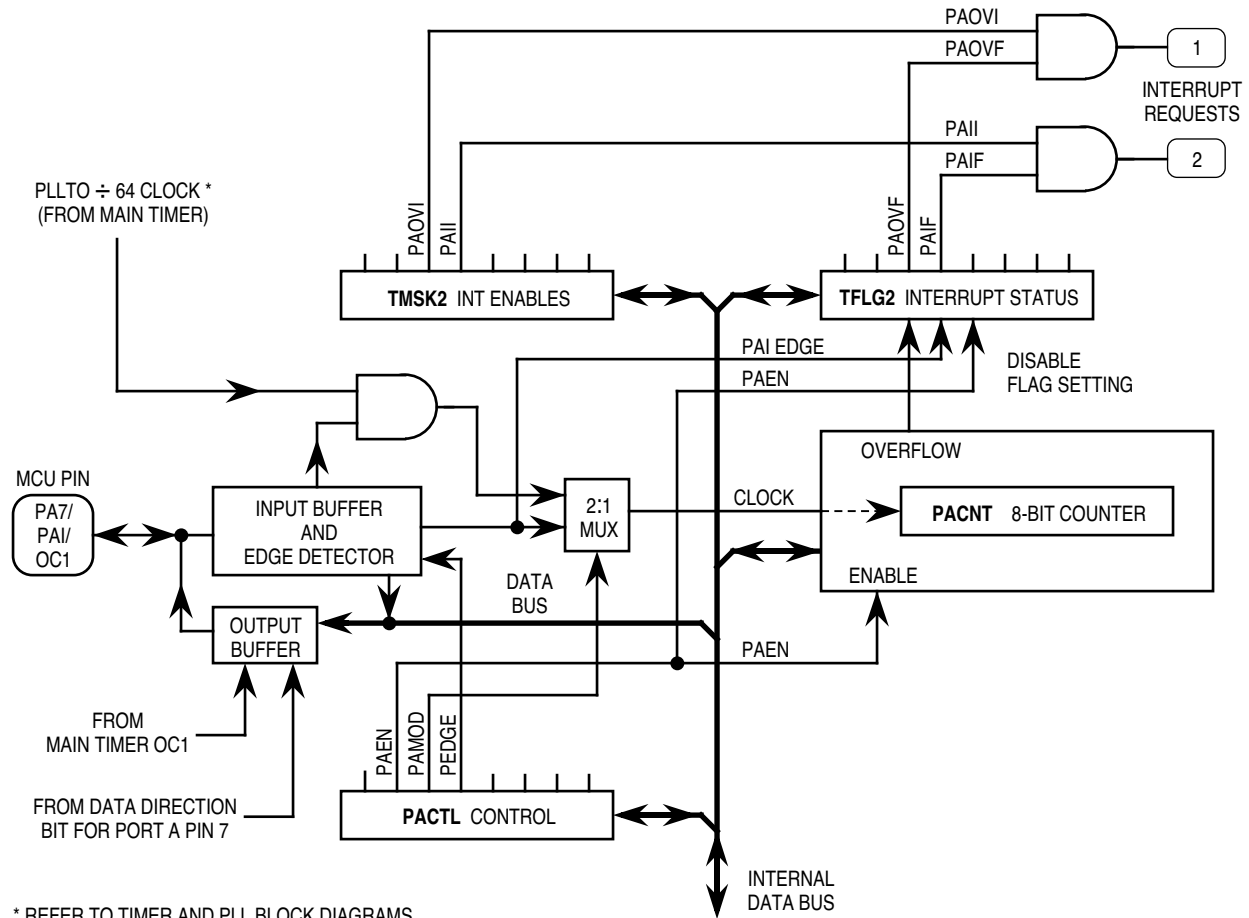 PAOVI
PAOVF
1
INTERRUPT
REQUESTS
PAII
PAIF
2
PLLTO ÷ 64 CLOCK *
(FROM MAIN TIMER)
PAOVI
PAII
PAOVF
PAIF
TMSK2 INT ENABLES
TFLG2 INTERRUPT STATUS
PAI EDGE
PAEN
DISABLE
FLAG SETTING
OVERFLOW
MCU PIN
PA7/
PAI/
OC1
INPUT BUFFER
AND
EDGE DETECTOR
2:1
MUX
CLOCK
PACNT 8-BIT COUNTER
ENABLE
DATA
BUS
OUTPUT
BUFFER
PAEN
FROM
MAIN TIMER OC1
PAEN
PAMOD
PEDGE
FROM DATA DIRECTION
BIT FOR PORT A PIN 7
PACTL CONTROL
INTERNAL
DATA BUS
* REFER TO TIMER AND PLL BLOCK DIAGRAMS